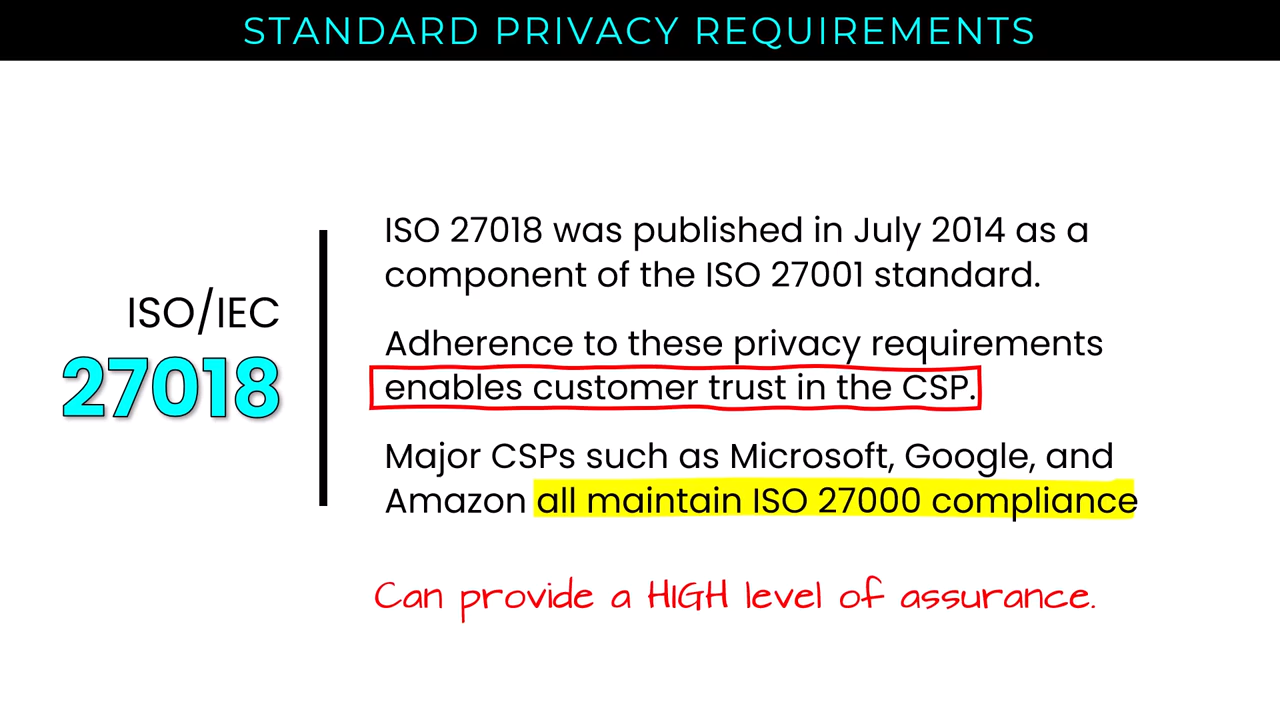 STANDARD PRIVACY REQUIREMENTS
ISO/IEC
27018
ISO 27018 was published in July 2014 as a
component of the ISO 27001 standard.
Adherence to these privacy requirements
enables customer trust in the CSP.
Major CSPs such as Microsoft, Google, and
Amazon all maintain ISO 27000 compliance
Can provide a HIGH level of assurance.